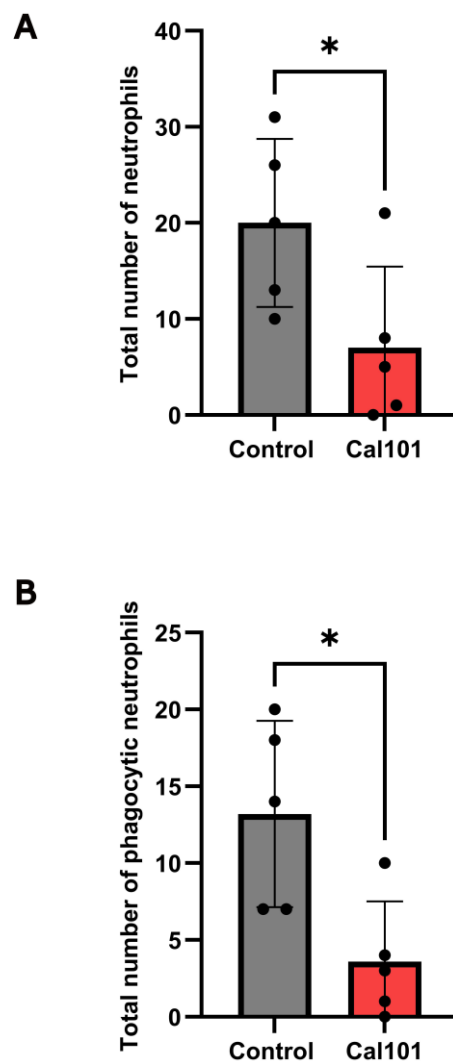 A
Total number of neutrophils
40
30
20
10
0
*
Control Cal101
B
Total number of phagocytic neutrophils
25
20
15
10
5
0
*
Control Cal101